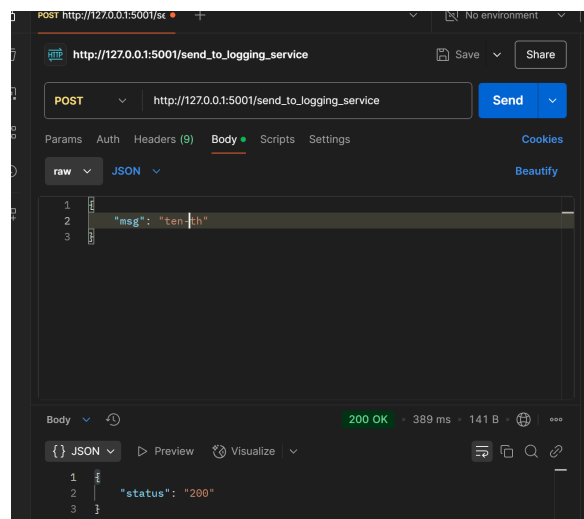 POST http://127.0.0.1:5001/se
No environment
HTTP http://127.0.0.1:5001/send_to_logging_service
Save
Share
POST http://127.0.0.1:5001/send_to_logging_service
Send
Params Auth Headers (9) Body Scripts Settings Cookies
raw JSON Beautify
1 {
2 "msg": "ten-th"
3 }
Body 200 OK 389 ms 141 B
{} JSON Preview Visualize
1 {
2 "status": "200"
3 }